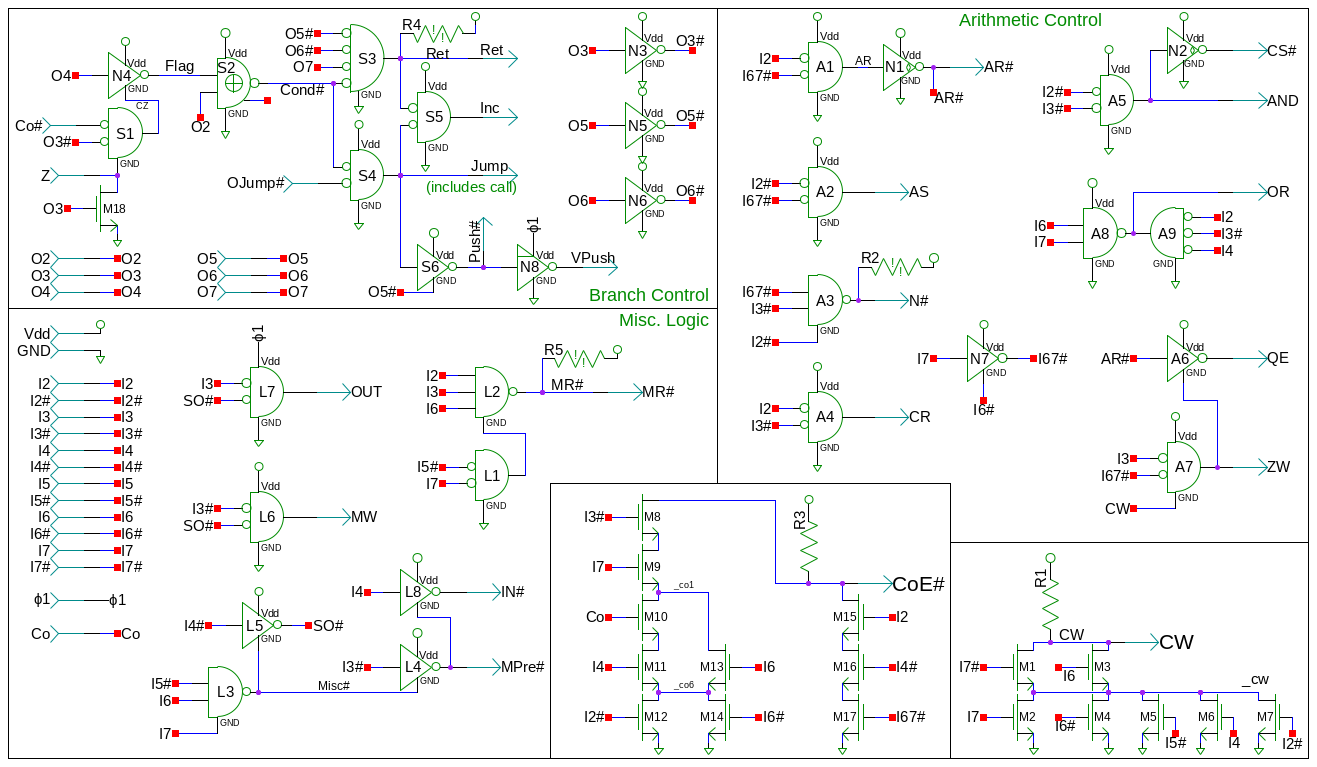 O5#
O6#
O7
S3
GND
R4
!
!
Ret
Ret
O4
N4
Vdd
GND
Flag
S2
Vdd
GND
O2
Cond#
CZ
Co#
O3#
S1
GND
Z
O3
M18
S5
Vdd
GND
Inc
OJump#
S4
Vdd
GND
Jump
(includes call)
S6
Vdd
GND
O5#
Push#
ϕ1
N8
Vdd
GND
VPush
O3
N3
Vdd
O3#
O5
N5
Vdd
O5#
O6
N6
Vdd
O6#
O2 O2
O3 O3
O4 O4
O5 O5
O6 O6
O7 O7
Branch Control
Misc. Logic
Vdd
GND
I2 I2
I2# I2#
I3 I3
I3# I3#
I4 I4
I4# I4#
I5 I5
I5# I5#
I6 I6
I6# I6#
I7 I7
I7# I7#
ϕ1 ϕ1
Co Co
ϕ1
I3
SO#
L7
Vdd
GND
OUT
I3#
SO#
L6
Vdd
GND
MW
I4#
L5
Vdd
GND
SO#
I5#
I6
L3
GND
I7
Misc#
I2
I3
I6
L2
GND
R5
!
!
MR#
MR#
I5#
I7
L1
GND
I4
L8
Vdd
GND
IN#
I3#
L4
Vdd
GND
MPre#
Arithmetic Control
I2
I67#
A1
Vdd
GND
AR
N1
Vdd
GND
AR#
AR#
I2#
I67#
A2
Vdd
GND
AS
I67#
I3#
I2#
A3
Vdd
GND
R2
!
!
N#
I2
I3#
A4
Vdd
GND
CR
I2#
I3#
A5
Vdd
GND
N2
Vdd
GND
CS#
AND
I6
I7
A8
Vdd
GND
A9
GND
I2
I3#
I4
OR
I7
N7
Vdd
GND
I67#
I6#
AR#
A6
Vdd
GND
QE
I3
I67#
A7
Vdd
GND
CW
ZW
I3#
M8
I7
M9
_co1
Co
M10
I4
M11
M13
I6
_co6
I2#
M12
M14
I6#
R3
CoE#
M15
I2
M16
I4#
M17
I67#
R1
CW
CW
I7#
M1
I6
M3
_cw
I7
M2
I6#
M4
M5
I5#
M6
I4
M7
I2#